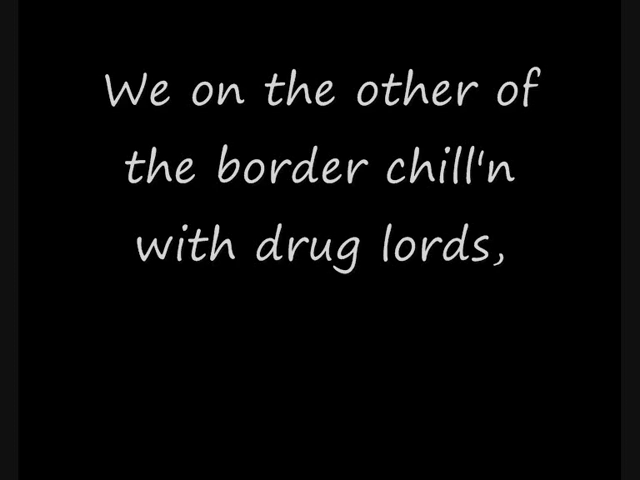 We on the other of
the border chill'n
with drug lords,